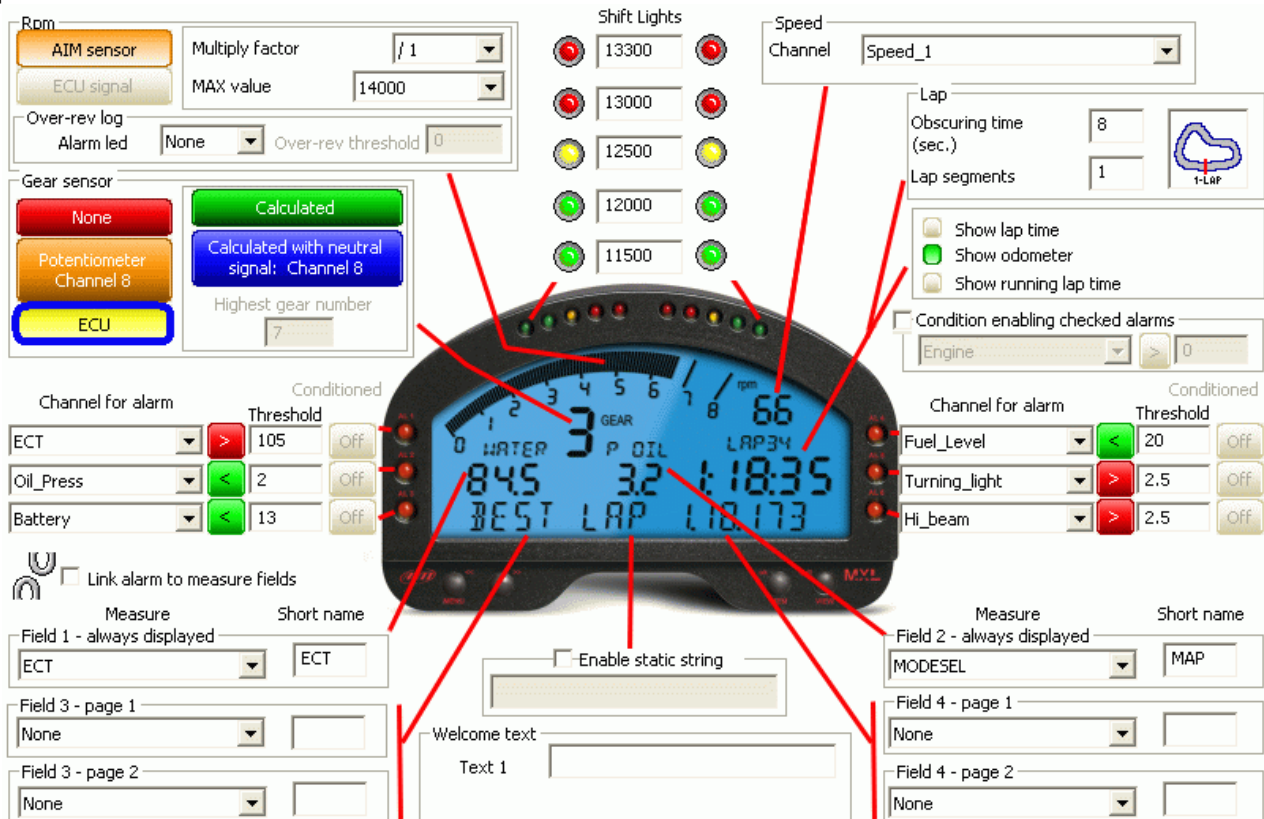 Rpm
AIM sensor
ECU signal
Multiply factor
/ 1
MAX value
14000
Over-rev log
Alarm led
None
Over-rev threshold
0
Shift Lights
13300
13000
12500
12000
11500
Speed
Channel
Speed_1
Lap
Obscuring time
(sec.)
8
Lap segments
1
1-LAP
Gear sensor
None
Potentiometer
Channel 8
ECU
Calculated
Calculated with neutral
signal: Channel 8
Highest gear number
7
Show lap time
Show odometer
Show running lap time
Condition enabling checked alarms
Engine
>
0
Conditioned
Channel for alarm
Threshold
ECT
>
105
Off
Oil_Press
<
2
Off
Battery
<
13
Off
0 1 2 3 4 5 6 7 8
rpm
66
3
GEAR
WATER
P OIL
LAP34
84.5
3.2
1:18:35
BEST LAP 1.18.173
AL 1
AL 2
AL 3
MXL
Conditioned
Channel for alarm
Threshold
Fuel_Level
<
20
Off
Turning_light
>
2.5
Off
Hi_beam
>
2.5
Off
Link alarm to measure fields
Measure
Short name
Field 1 - always displayed
ECT
ECT
Field 3 - page 1
None
Field 3 - page 2
None
Enable static string
Welcome text
Text 1
Measure
Short name
Field 2 - always displayed
MODESEL
MAP
Field 4 - page 1
None
Field 4 - page 2
None